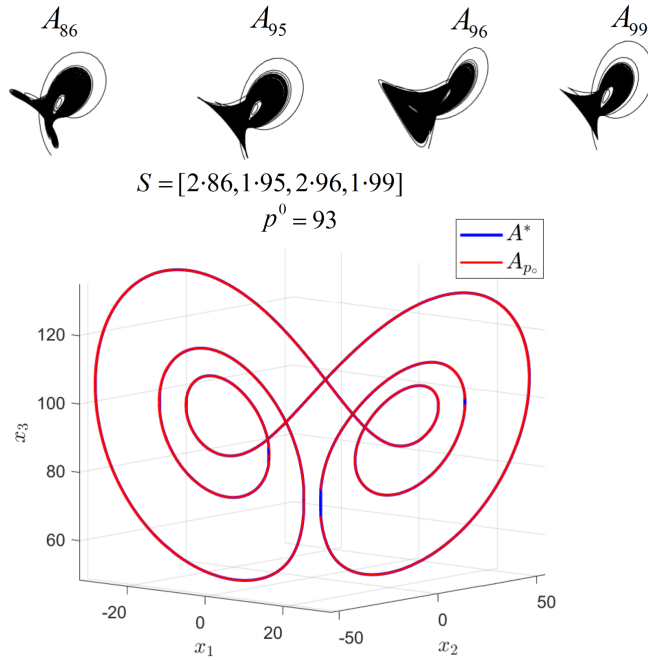 A₈₆ A₉₅ A₉₆ A₉₉
S = [2·86,1·95,2·96,1·99]
p⁰ = 93
A*
Aₚ∘
120
100
80
60
x₃
-20
0
20
x₁
-50
0
50
x₂